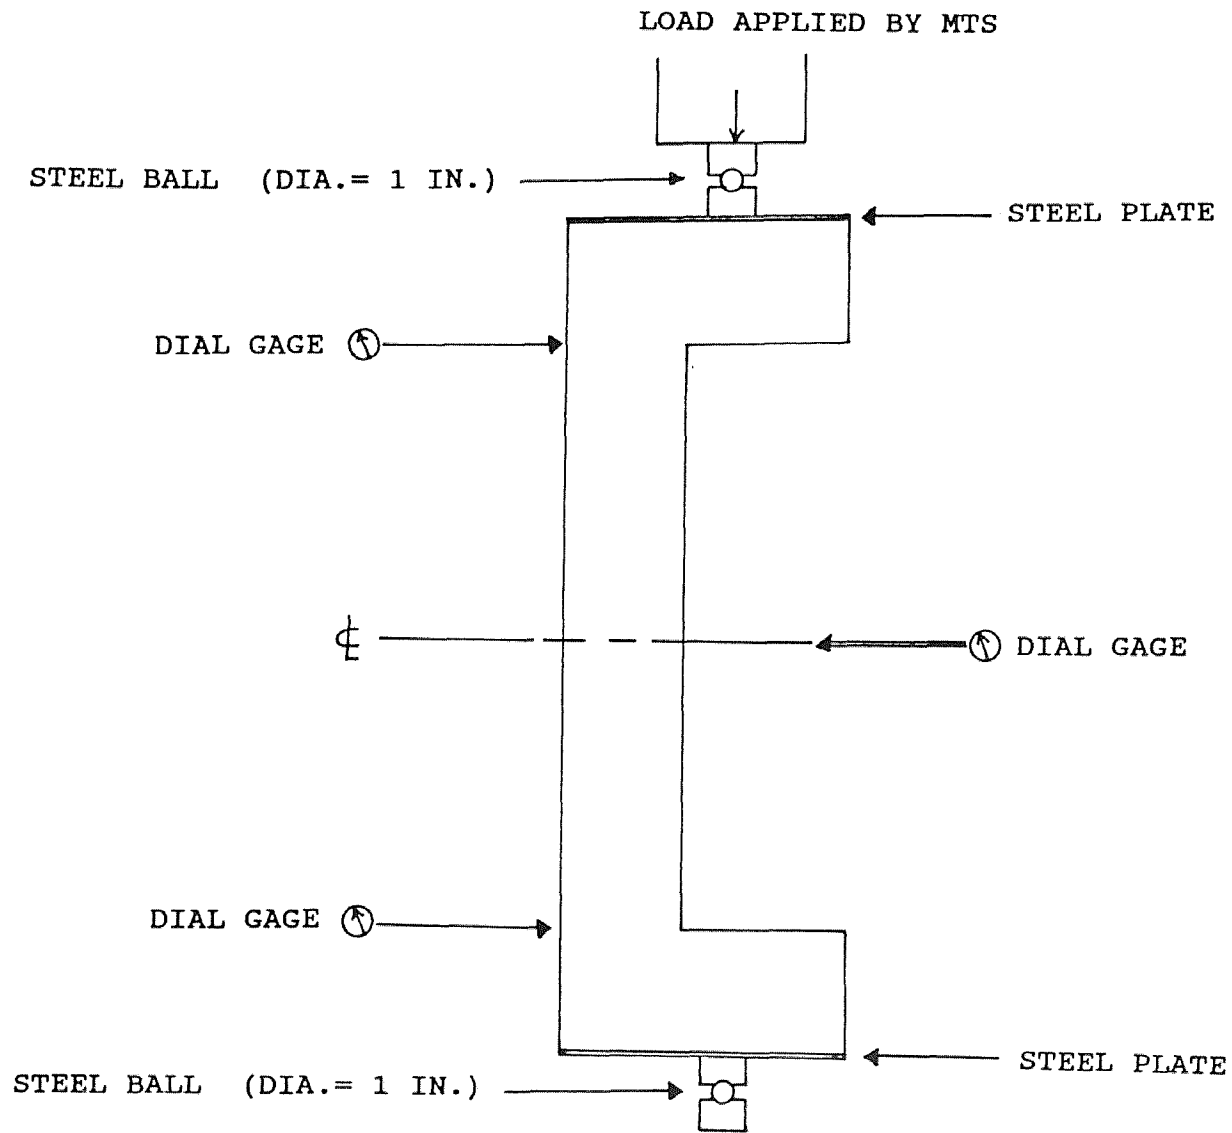 LOAD APPLIED BY MTS
STEEL BALL (DIA.= 1 IN.)
STEEL PLATE
DIAL GAGE
℄ DIAL GAGE
DIAL GAGE
STEEL PLATE
STEEL BALL (DIA.= 1 IN.)